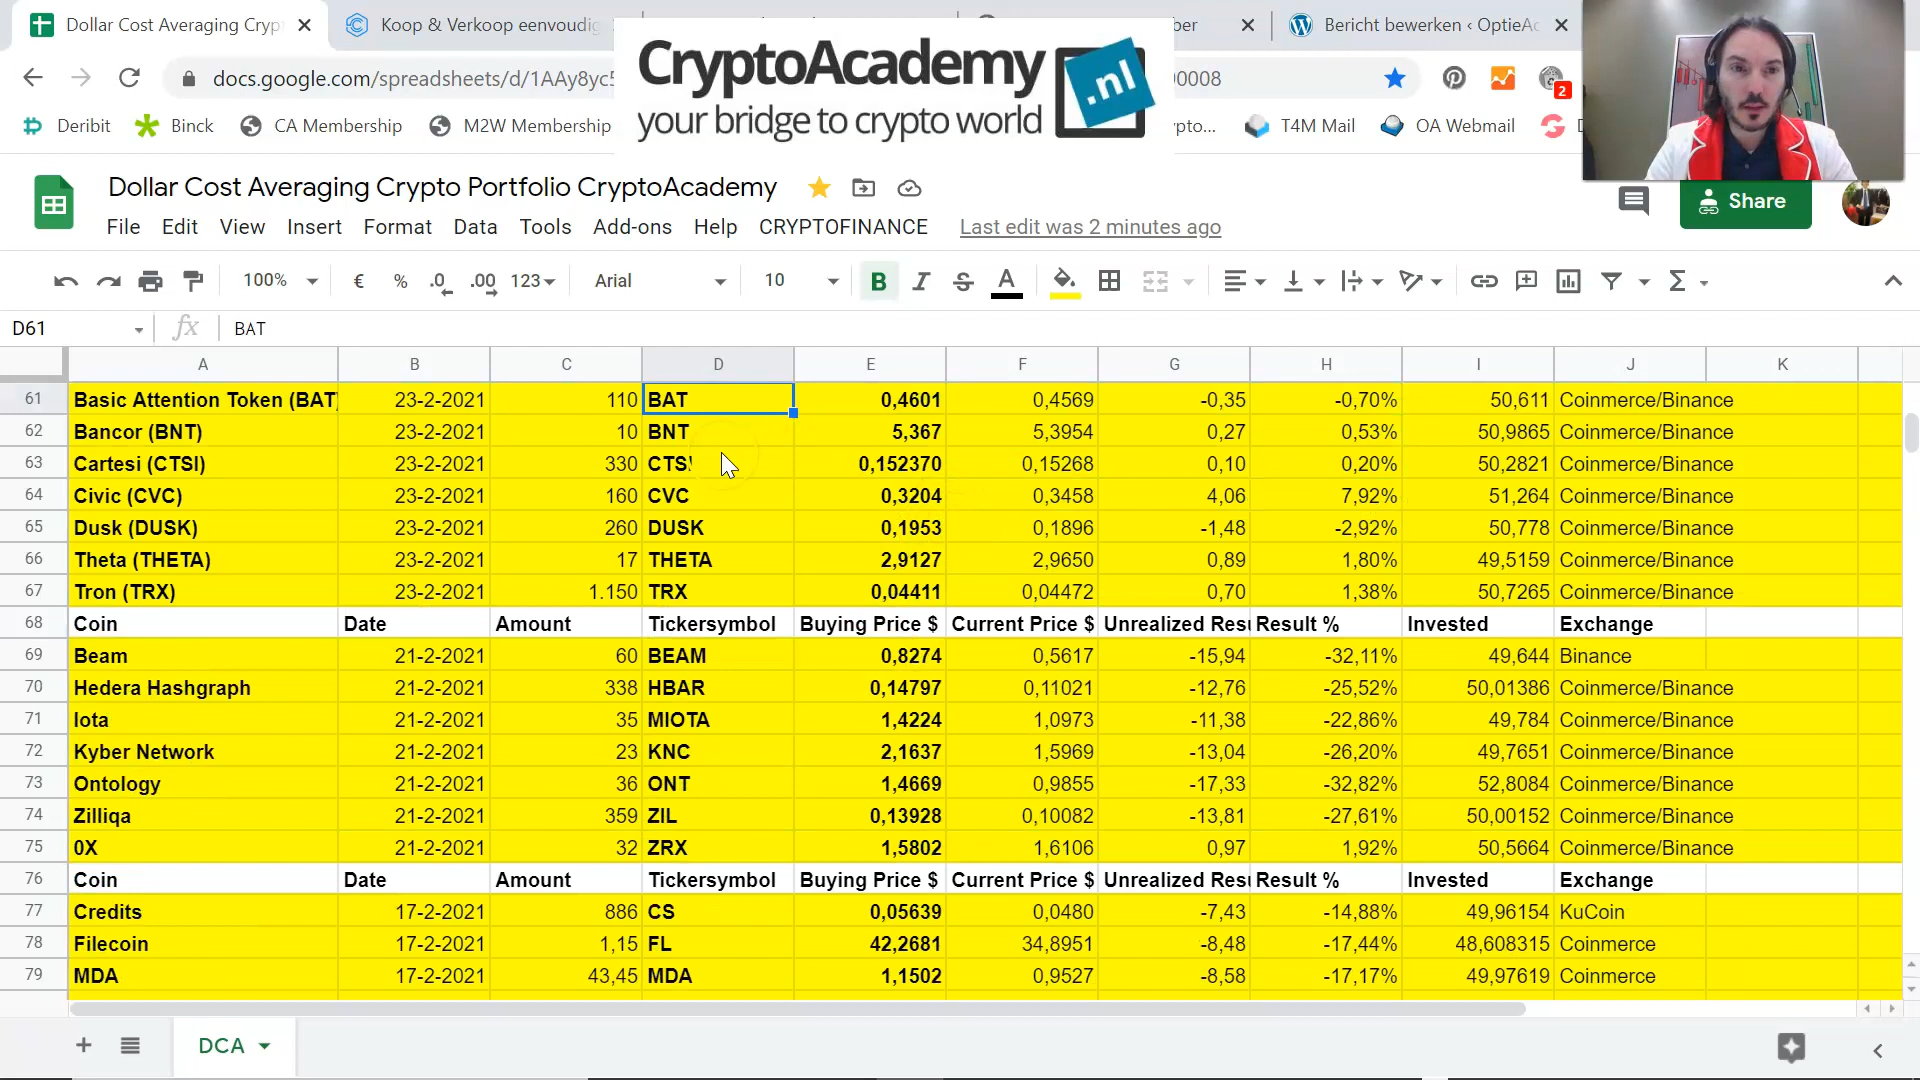 Dollar Cost Averaging Cryp
Koop & Verkoop eenvoudig
ber
Bericht bewerken ‹ OptieAc
docs.google.com/spreadsheets/d/1AAy8yc5
0008
2
Deribit
Binck
CA Membership
M2W Membership
pto...
T4M Mail
OA Webmail
CryptoAcademy .nl
your bridge to crypto world
Dollar Cost Averaging Crypto Portfolio CryptoAcademy
Share
File Edit View Insert Format Data Tools Add-ons Help CRYPTOFINANCE Last edit was 2 minutes ago
100% € % .0 .00 123 Arial 10 B I S A Σ
D61 fx BAT
A B C D E F G H I J K
61 Basic Attention Token (BAT) 23-2-2021 110 BAT 0,4601 0,4569 -0,35 -0,70% 50,611 Coinmerce/Binance
62 Bancor (BNT) 23-2-2021 10 BNT 5,367 5,3954 0,27 0,53% 50,9865 Coinmerce/Binance
63 Cartesi (CTSI) 23-2-2021 330 CTSI 0,152370 0,15268 0,10 0,20% 50,2821 Coinmerce/Binance
64 Civic (CVC) 23-2-2021 160 CVC 0,3204 0,3458 4,06 7,92% 51,264 Coinmerce/Binance
65 Dusk (DUSK) 23-2-2021 260 DUSK 0,1953 0,1896 -1,48 -2,92% 50,778 Coinmerce/Binance
66 Theta (THETA) 23-2-2021 17 THETA 2,9127 2,9650 0,89 1,80% 49,5159 Coinmerce/Binance
67 Tron (TRX) 23-2-2021 1.150 TRX 0,04411 0,04472 0,70 1,38% 50,7265 Coinmerce/Binance
68 Coin Date Amount Tickersymbol Buying Price $ Current Price $ Unrealized Resu Result % Invested Exchange
69 Beam 21-2-2021 60 BEAM 0,8274 0,5617 -15,94 -32,11% 49,644 Binance
70 Hedera Hashgraph 21-2-2021 338 HBAR 0,14797 0,11021 -12,76 -25,52% 50,01386 Coinmerce/Binance
71 Iota 21-2-2021 35 MIOTA 1,4224 1,0973 -11,38 -22,86% 49,784 Coinmerce/Binance
72 Kyber Network 21-2-2021 23 KNC 2,1637 1,5969 -13,04 -26,20% 49,7651 Coinmerce/Binance
73 Ontology 21-2-2021 36 ONT 1,4669 0,9855 -17,33 -32,82% 52,8084 Coinmerce/Binance
74 Zilliqa 21-2-2021 359 ZIL 0,13928 0,10082 -13,81 -27,61% 50,00152 Coinmerce/Binance
75 0X 21-2-2021 32 ZRX 1,5802 1,6106 0,97 1,92% 50,5664 Coinmerce/Binance
76 Coin Date Amount Tickersymbol Buying Price $ Current Price $ Unrealized Resu Result % Invested Exchange
77 Credits 17-2-2021 886 CS 0,05639 0,0480 -7,43 -14,88% 49,96154 KuCoin
78 Filecoin 17-2-2021 1,15 FL 42,2681 34,8951 -8,48 -17,44% 48,608315 Coinmerce
79 MDA 17-2-2021 43,45 MDA 1,1502 0,9527 -8,58 -17,17% 49,97619 Coinmerce
DCA